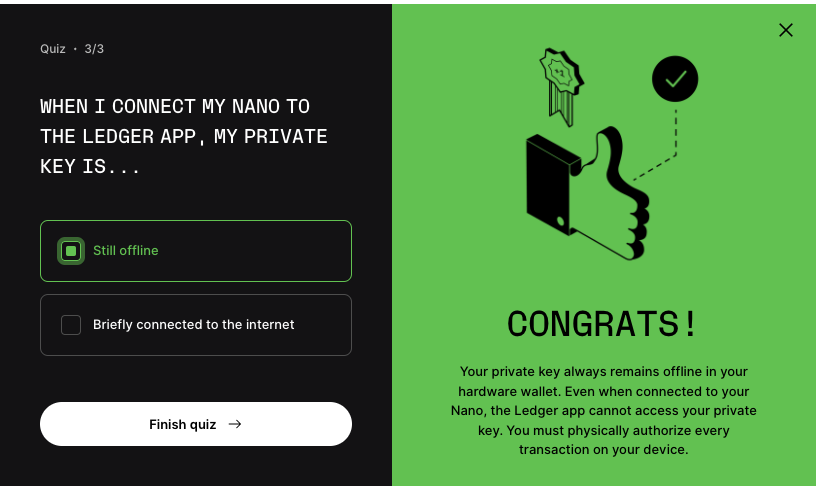 Quiz • 3/3
WHEN I CONNECT MY NANO TO
THE LEDGER APP, MY PRIVATE
KEY IS...
Still offline
Briefly connected to the internet
Finish quiz
+1
CONGRATS!
Your private key always remains offline in your
hardware wallet. Even when connected to your
Nano, the Ledger app cannot access your private
key. You must physically authorize every
transaction on your device.